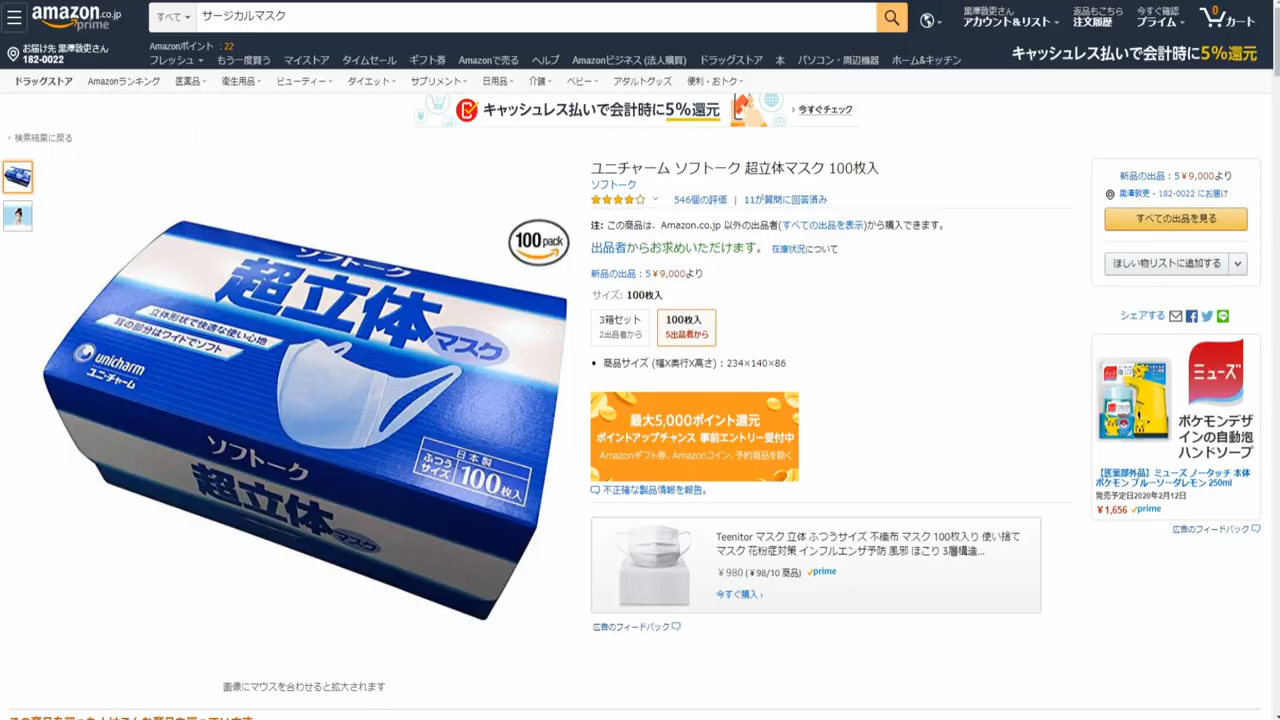 amazon.co.jp
prime
すべて
サージカルマスク
黒澤敦吏さん
アカウント&リスト
返品もこちら
注文履歴
今すぐ確認
プライム
0
カート
お届け先 黒澤敦吏さん
182-0022
Amazonポイント : 22
フレッシュ
もう一度買う
マイストア
タイムセール
ギフト券
Amazonで売る
ヘルプ
Amazonビジネス (法人購買)
ドラッグストア
本
パソコン・周辺機器
ホーム&キッチン
キャッシュレス払いで会計時に5%還元
ドラッグストア
Amazonランキング
医薬品
衛生用品
ビューティー
ダイエット
サプリメント
日用品
介護
ベビー
アダルトグッズ
便利・おトク
キャッシュレス払いで会計時に5%還元
› 今すぐチェック
‹ 検索結果に戻る
ユニチャーム ソフトーク 超立体マスク 100枚入
ソフトーク
546個の評価 | 11が質問に回答済み
注: この商品は、Amazon.co.jp 以外の出品者(すべての出品を表示)から購入できます。
出品者からお求めいただけます。 在庫状況について
新品の出品：5￥9,000より
サイズ: 100枚入
3箱セット
2出品者から
100枚入
5出品者から
• 商品サイズ (幅X奥行X高さ) : 234×140×86
最大5,000ポイント還元
ポイントアップチャンス 事前エントリー受付中
Amazonギフト券、Amazonコイン、予約商品を除く
不正確な製品情報を報告。
Teenitor マスク 立体 ふつうサイズ 不織布 マスク 100枚入り 使い捨て
マスク 花粉症対策 インフルエンザ予防 風邪 ほこり 3層構造...
￥980 (￥98/10 商品) prime
今すぐ購入 ›
広告のフィードバック
100 pack
ソフトーク
超立体マスク
立体形状で快適な使い心地
耳の部分はワイドでソフト
unicharm
ユニ・チャーム
ソフトーク
超立体マスク
日本製
ふつう
サイズ
100枚入
画像にマウスを合わせると拡大されます
新品の出品：5￥9,000より
黒澤敦吏 - 182-0022 にお届け
すべての出品を見る
ほしい物リストに追加する
シェアする
ミューズ
ポケモンデザ
インの自動泡
ハンドソープ
【医薬部外品】ミューズ ノータッチ 本体
ポケモン ブルーソーダレモン 250ml
発売予定日2020年2月12日
￥1,656 prime
広告のフィードバック